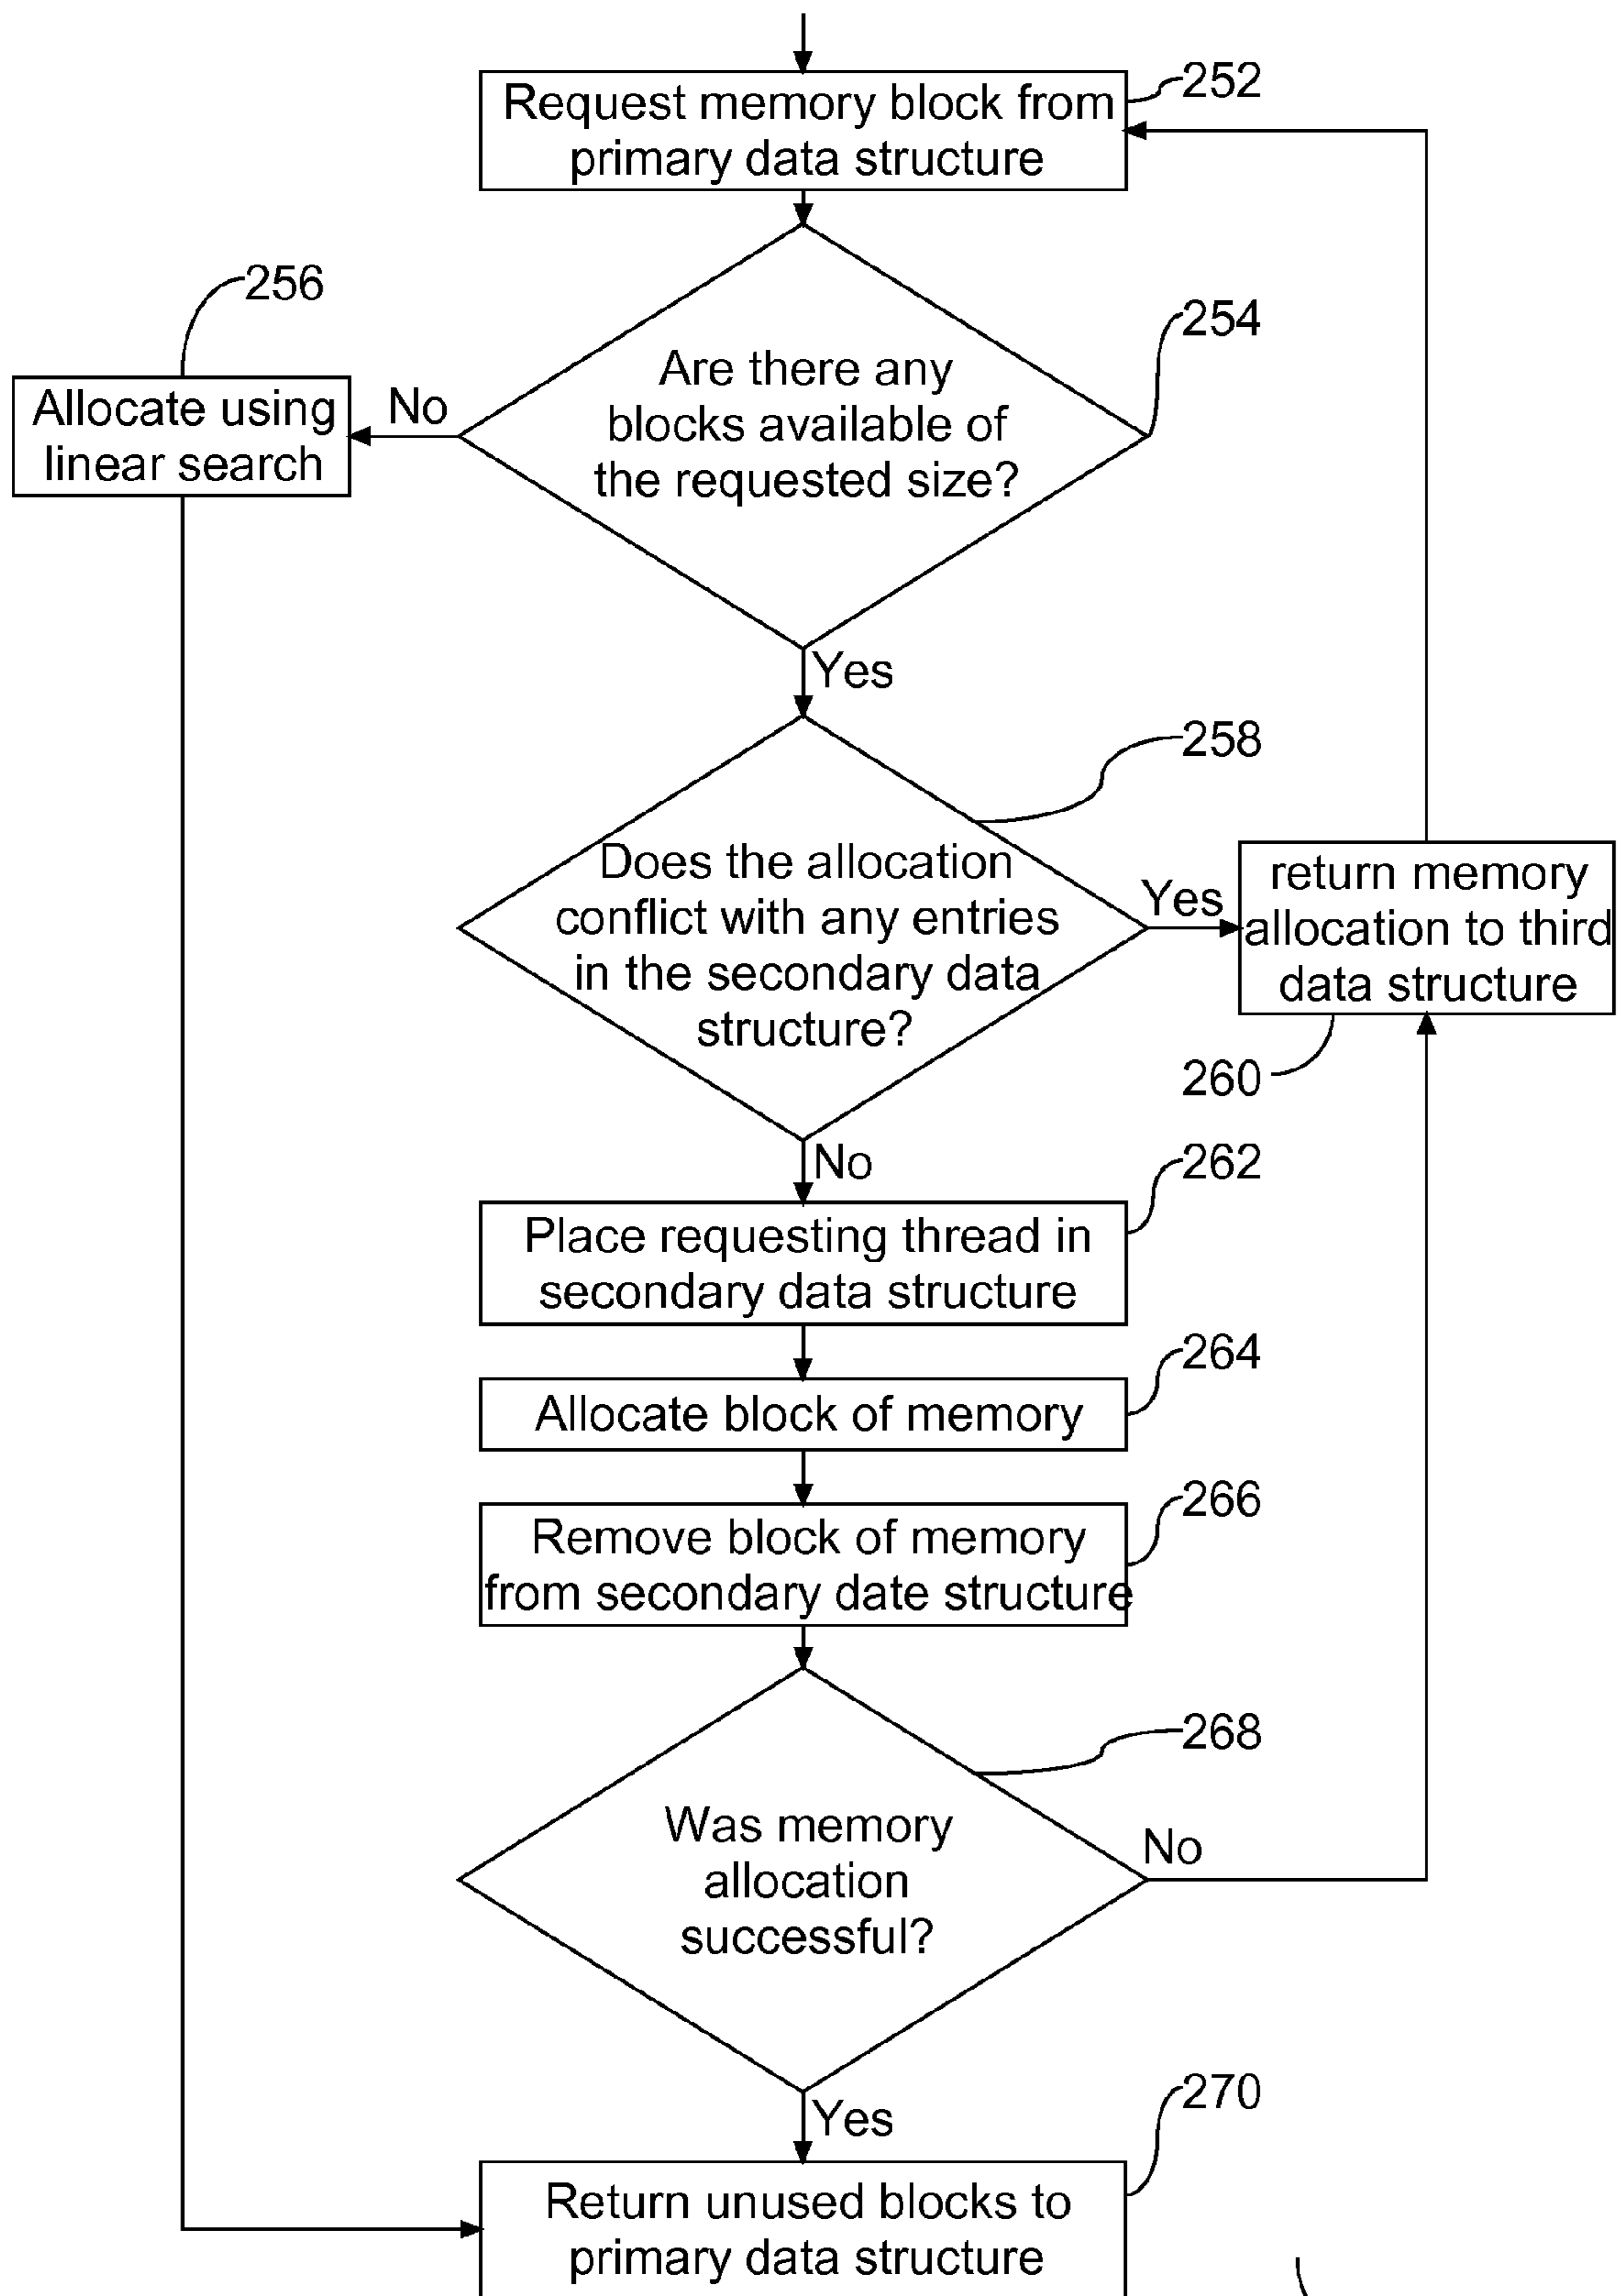 Request memory block from
primary data structure
252
256
254
Are there any
blocks available of
the requested size?
Allocate using
linear search
No
Yes
258
Does the allocation
conflict with any entries
in the secondary data
structure?
Yes
return memory
allocation to third
data structure
260
No
262
Place requesting thread in
secondary data structure
264
Allocate block of memory
266
Remove block of memory
from secondary date structure
268
Was memory
allocation
successful?
No
Yes
270
Return unused blocks to
primary data structure